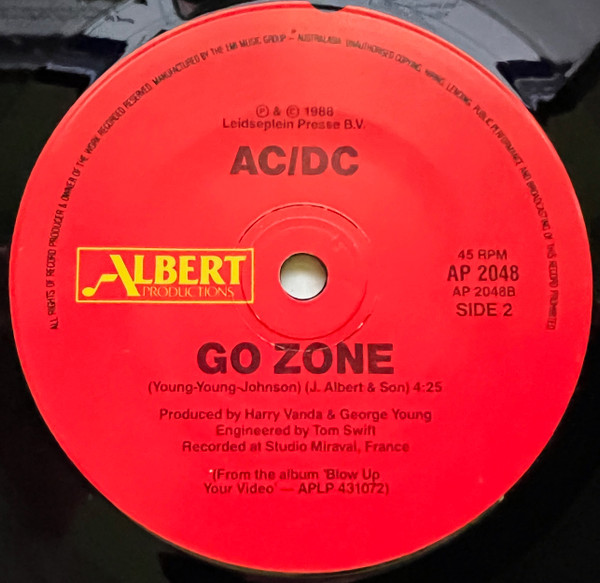 ALL RIGHTS OF RECORD PRODUCER & OWNER OF THE WORK RECORDED RESERVED. MANUFACTURED BY THE EMI MUSIC GROUP — AUSTRALASIA UNAUTHORISED COPYING, HIRING, LENDING, PUBLIC PERFORMANCE AND BROADCASTING OF THIS RECORD PROHIBITED
℗ & © 1988
Leidseplein Presse B.V.
AC/DC
ALBERT
PRODUCTIONS
45 RPM
AP 2048
AP 2048B
SIDE 2
GO ZONE
(Young-Young-Johnson) (J. Albert & Son) 4:25
Produced by Harry Vanda & George Young
Engineered by Tom Swift
Recorded at Studio Miraval, France
(From the album 'Blow Up
Your Video' — APLP 431072)